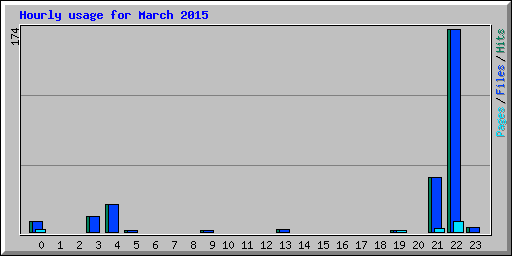 Hourly usage for March 2015
174
Pages/Files/Hits
0 1 2 3 4 5 6 7 8 9 10 11 12 13 14 15 16 17 18 19 20 21 22 23